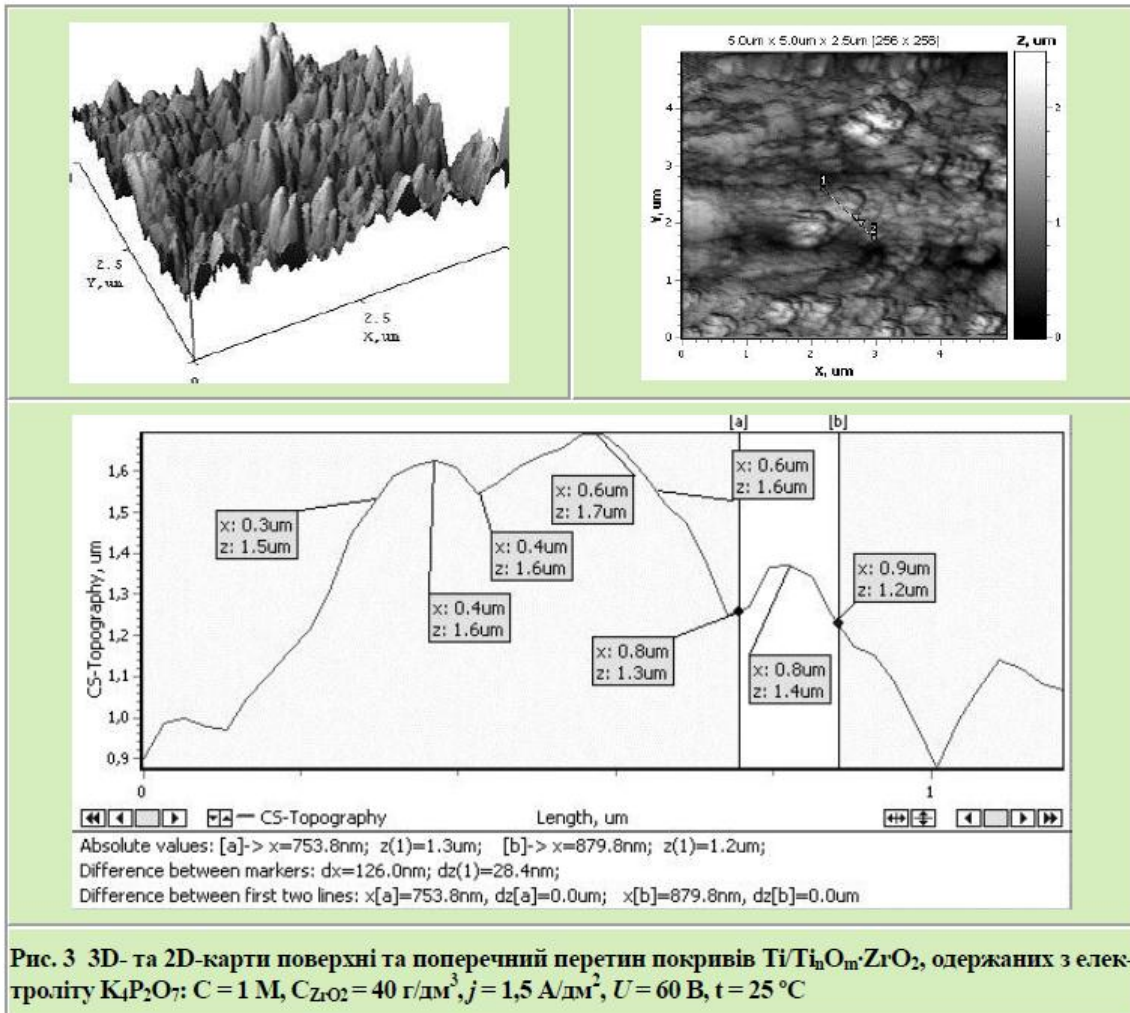 2.5
Y,um
2.5
X,um
0
5.0um x 5.0um x 2.5um [256 x 256]
Z, um
4
3
2
1
0
Y, um
0
1
2
3
4
X, um
1
2
2
1
0
[a]
[b]
1,6
1,5
1,4
1,3
1,2
1,1
1,0
0,9
CS-Topography, um
x: 0.3um
z: 1.5um
x: 0.4um
z: 1.6um
x: 0.4um
z: 1.6um
x: 0.6um
z: 1.7um
x: 0.6um
z: 1.6um
x: 0.8um
z: 1.3um
x: 0.8um
z: 1.4um
x: 0.9um
z: 1.2um
0
1
CS-Topography
Length, um
Absolute values: [a]-> x=753.8nm; z(1)=1.3um; [b]-> x=879.8nm; z(1)=1.2um;
Difference between markers: dx=126.0nm; dz(1)=28.4nm;
Difference between first two lines: x[a]=753.8nm, dz[a]=0.0um; x[b]=879.8nm, dz[b]=0.0um
Рис. 3 3D- та 2D-карти поверхні та поперечний перетин покривів Ti/TiₙOₘ·ZrO₂, одержаних з елек-
троліту K₄P₂O₇: C = 1 М, C_ZrO₂ = 40 г/дм³, j = 1,5 А/дм², U = 60 В, t = 25 ºС